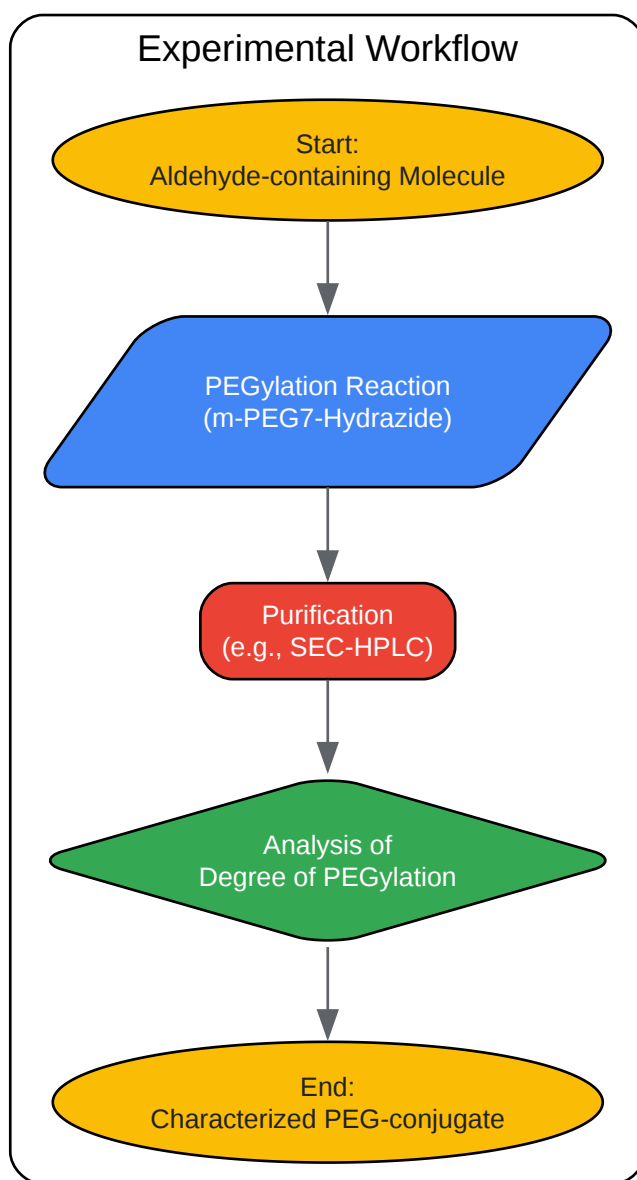 Experimental Workflow
Start:
Aldehyde-containing Molecule
PEGylation Reaction
(m-PEG7-Hydrazide)
Purification
(e.g., SEC-HPLC)
Analysis of
Degree of PEGylation
End:
Characterized PEG-conjugate